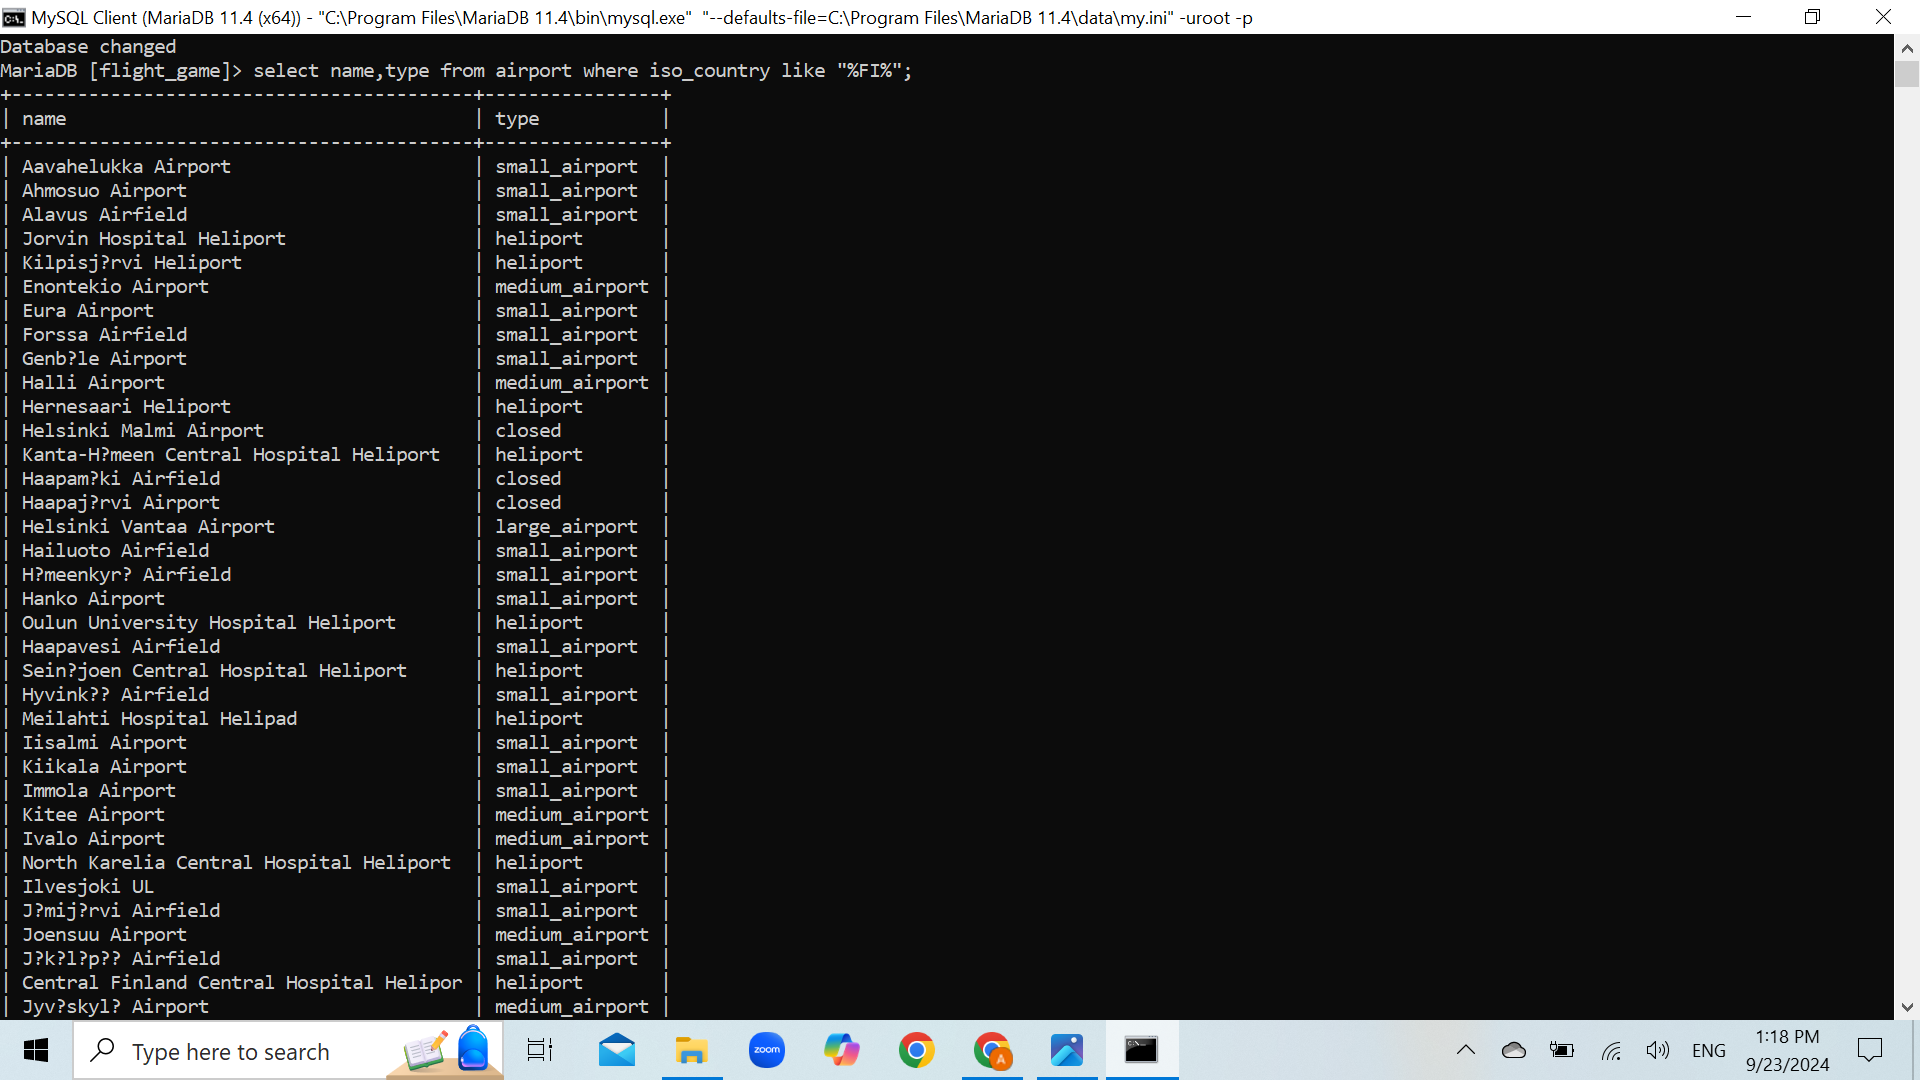 MySQL Client (MariaDB 11.4 (x64)) - "C:\Program Files\MariaDB 11.4\bin\mysql.exe"  "--defaults-file=C:\Program Files\MariaDB 11.4\data\my.ini" -uroot -p
Database changed
MariaDB [flight_game]> select name,type from airport where iso_country like "%FI%";
+------------------------------------------+----------------+
| name                                     | type           |
+------------------------------------------+----------------+
| Aavahelukka Airport                      | small_airport  |
| Ahmosuo Airport                          | small_airport  |
| Alavus Airfield                          | small_airport  |
| Jorvin Hospital Heliport                 | heliport       |
| Kilpisj?rvi Heliport                     | heliport       |
| Enontekio Airport                        | medium_airport |
| Eura Airport                             | small_airport  |
| Forssa Airfield                          | small_airport  |
| Genb?le Airport                          | small_airport  |
| Halli Airport                            | medium_airport |
| Hernesaari Heliport                      | heliport       |
| Helsinki Malmi Airport                   | closed         |
| Kanta-H?meen Central Hospital Heliport   | heliport       |
| Haapam?ki Airfield                       | closed         |
| Haapaj?rvi Airport                       | closed         |
| Helsinki Vantaa Airport                  | large_airport  |
| Hailuoto Airfield                        | small_airport  |
| H?meenkyr? Airfield                      | small_airport  |
| Hanko Airport                            | small_airport  |
| Oulun University Hospital Heliport       | heliport       |
| Haapavesi Airfield                       | small_airport  |
| Sein?joen Central Hospital Heliport      | heliport       |
| Hyvink?? Airfield                        | small_airport  |
| Meilahti Hospital Helipad                | heliport       |
| Iisalmi Airport                          | small_airport  |
| Kiikala Airport                          | small_airport  |
| Immola Airport                           | small_airport  |
| Kitee Airport                            | medium_airport |
| Ivalo Airport                            | medium_airport |
| North Karelia Central Hospital Heliport  | heliport       |
| Ilvesjoki UL                             | small_airport  |
| J?mij?rvi Airfield                       | small_airport  |
| Joensuu Airport                          | medium_airport |
| J?k?l?p?? Airfield                       | small_airport  |
| Central Finland Central Hospital Helipor | heliport       |
| Jyv?skyl? Airport                        | medium_airport |
Type here to search
zoom
A
ENG
1:18 PM
9/23/2024